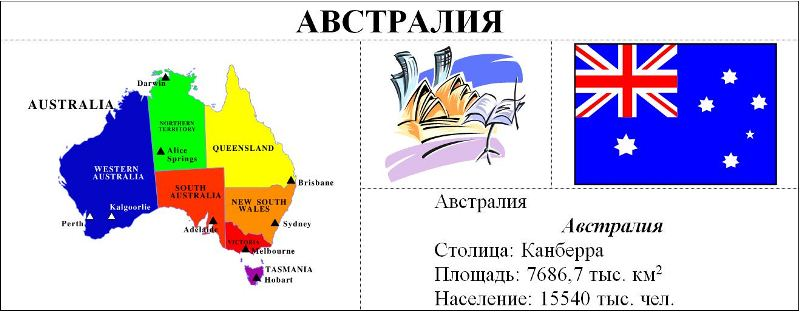 АВСТРАЛИЯ
AUSTRALIA
Darwin
NORTHERN
TERRITORY
Alice
Springs
QUEENSLAND
WESTERN
AUSTRALIA
SOUTH
AUSTRALIA
Brisbane
NEW SOUTH
WALES
Kalgoorlie
Perth
Adelaide
Sydney
VICTORIA
Melbourne
TASMANIA
Hobart
Австралия
Австралия
Столица: Канберра
Площадь: 7686,7 тыс. км²
Население: 15540 тыс. чел.